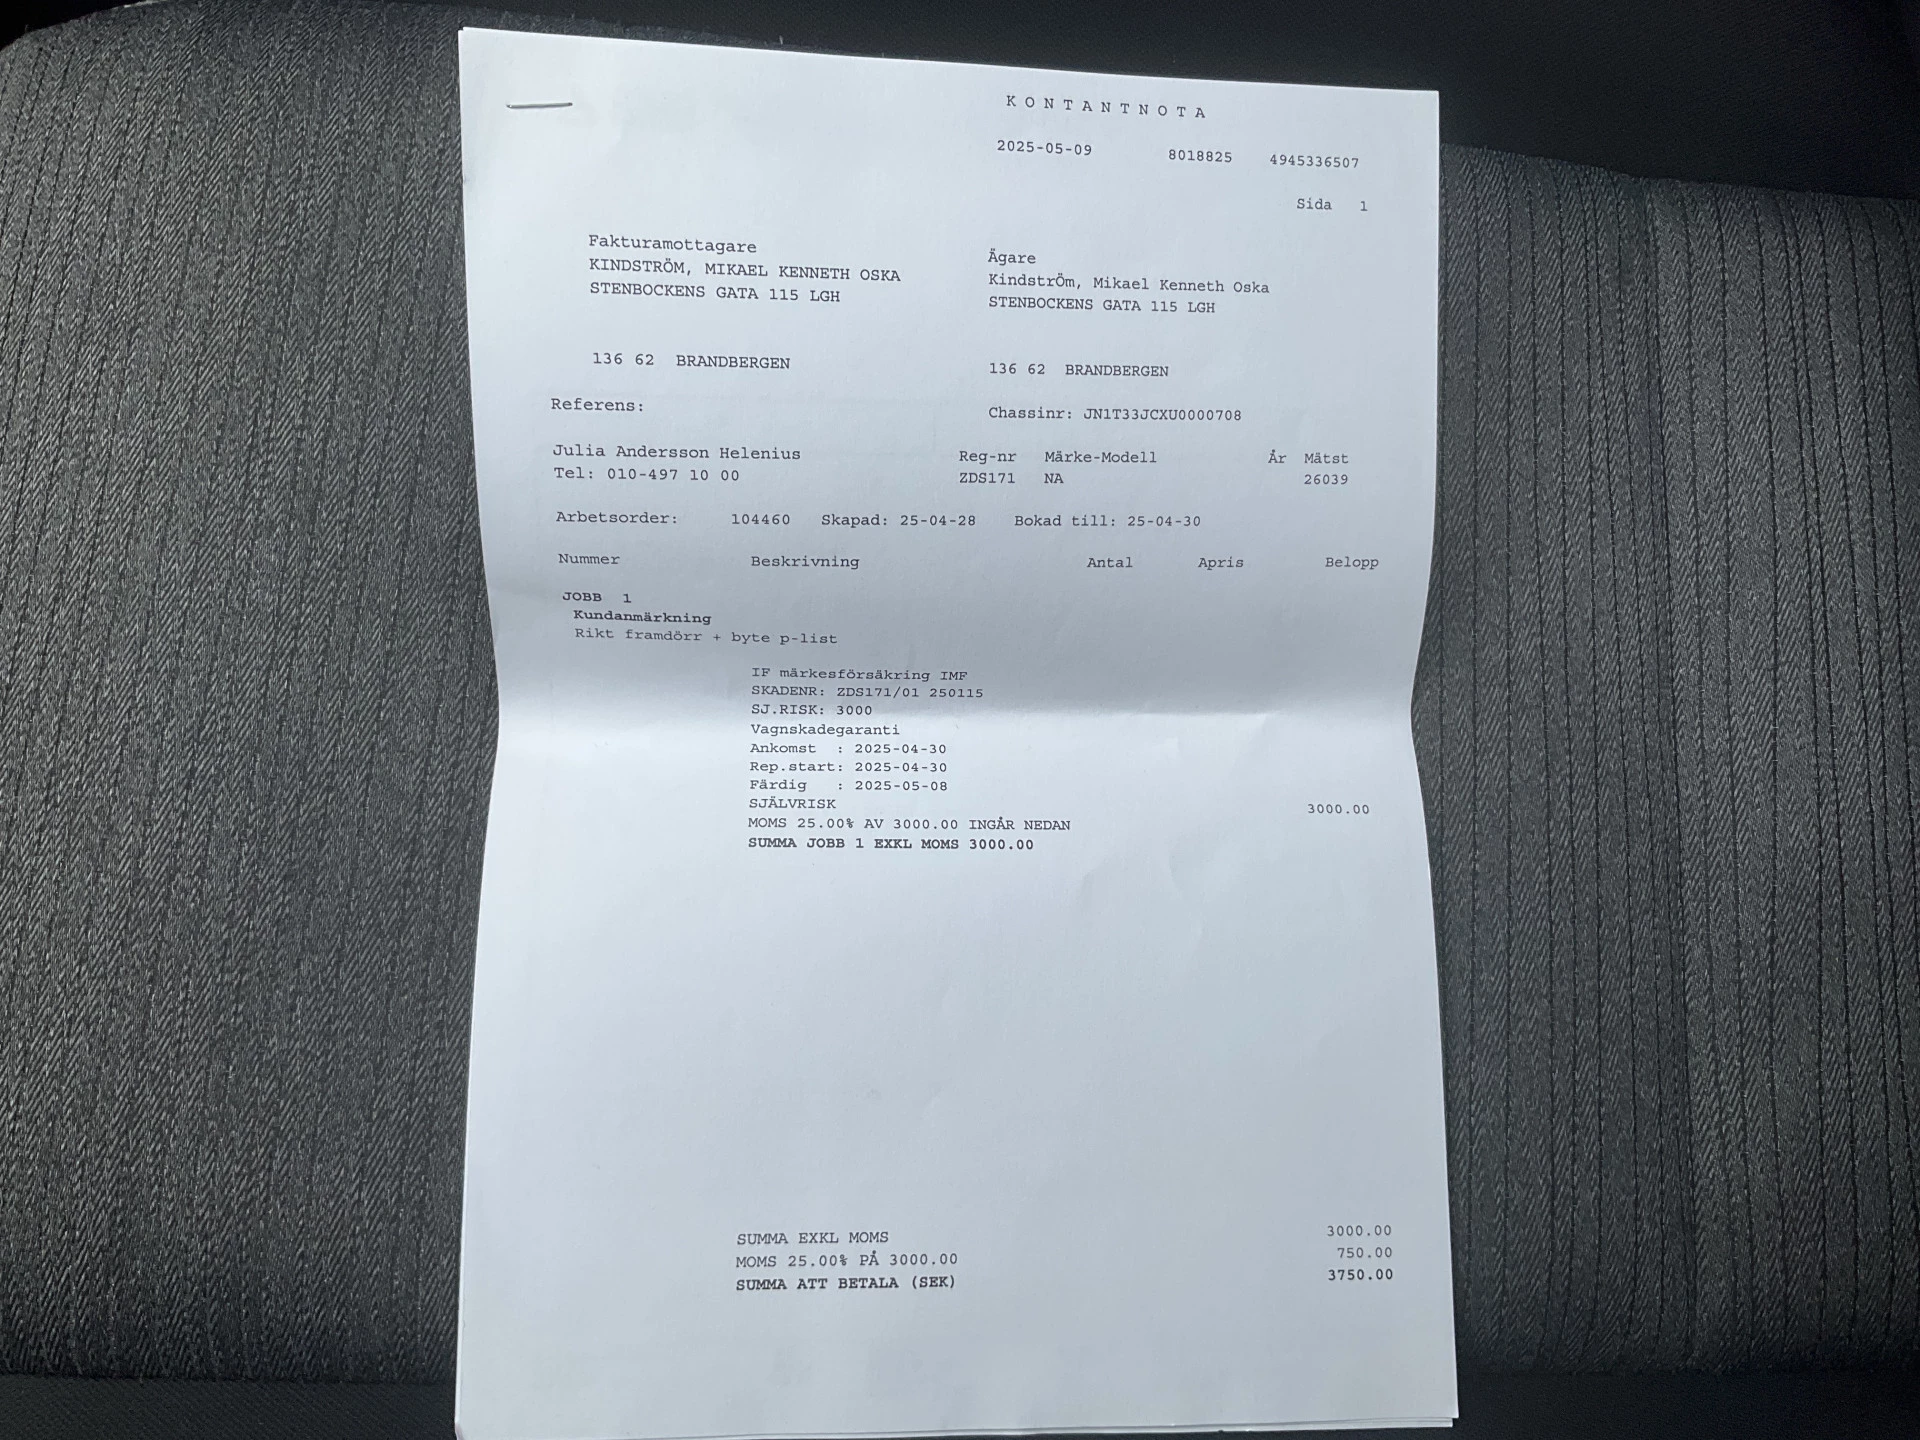 KONTANTNOTA
2025-05-09 8018825 4945336507
Sida 1
Fakturamottagare
KINDSTRÖM, MIKAEL KENNETH OSKA
STENBOCKENS GATA 115 LGH
136 62 BRANDBERGEN
Ägare
KindstrÖm, Mikael Kenneth Oska
STENBOCKENS GATA 115 LGH
136 62 BRANDBERGEN
Referens:
Chassinr: JN1T33JCXU0000708
Julia Andersson Helenius
Tel: 010-497 10 00
Reg-nr Märke-Modell År Mätst
ZDS171 NA 26039
Arbetsorder: 104460 Skapad: 25-04-28 Bokad till: 25-04-30
Nummer Beskrivning Antal Apris Belopp
JOBB 1
Kundanmärkning
Rikt framdörr + byte p-list
IF märkesförsäkring IMF
SKADENR: ZDS171/01 250115
SJ.RISK: 3000
Vagnskadegaranti
Ankomst : 2025-04-30
Rep.start: 2025-04-30
Färdig : 2025-05-08
SJÄLVRISK 3000.00
MOMS 25.00% AV 3000.00 INGÅR NEDAN
SUMMA JOBB 1 EXKL MOMS 3000.00
SUMMA EXKL MOMS 3000.00
MOMS 25.00% PÅ 3000.00 750.00
SUMMA ATT BETALA (SEK) 3750.00